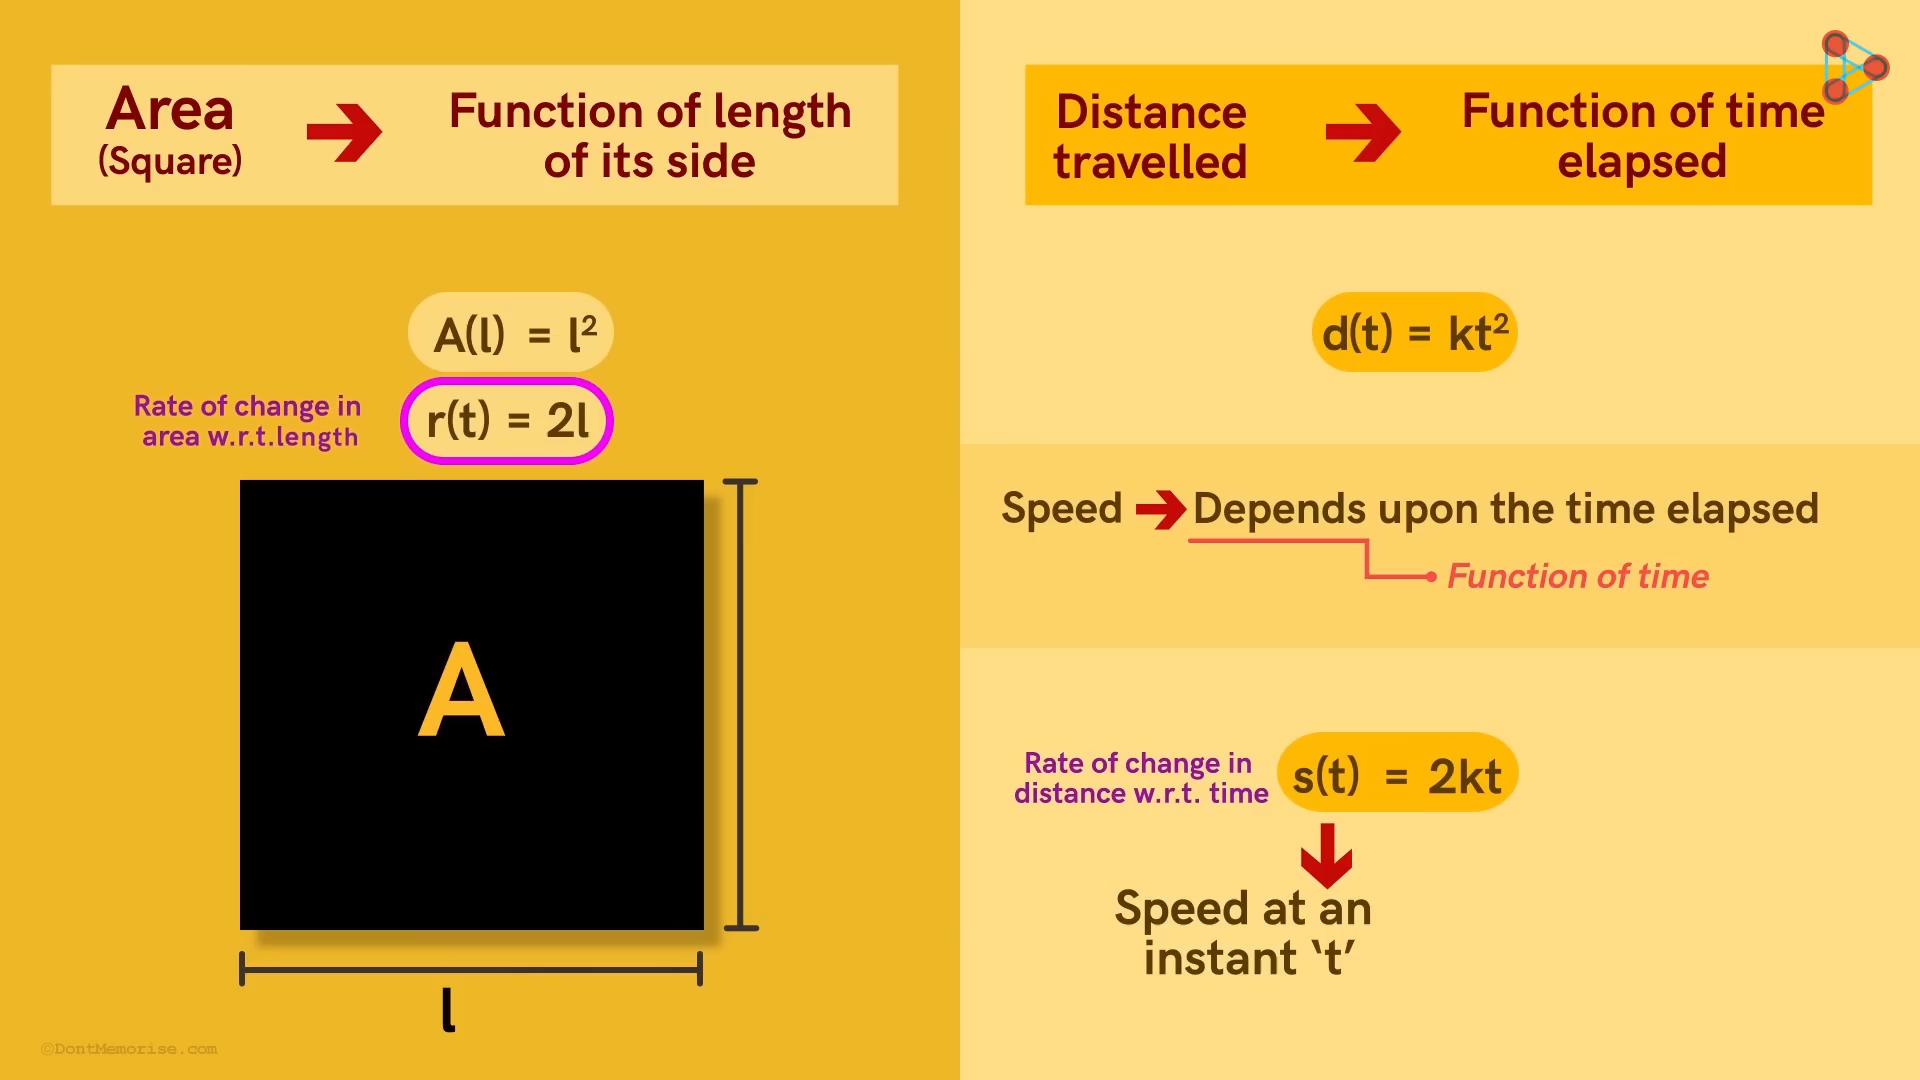 Area
(Square)
Function of length
of its side
A(l) = l²
Rate of change in
area w.r.t.length
r(t) = 2l
A
l
©DontMemorise.com
Distance
travelled
Function of time
elapsed
d(t) = kt²
Speed
Depends upon the time elapsed
Function of time
Rate of change in
distance w.r.t. time
s(t) = 2kt
Speed at an
instant ‘t’